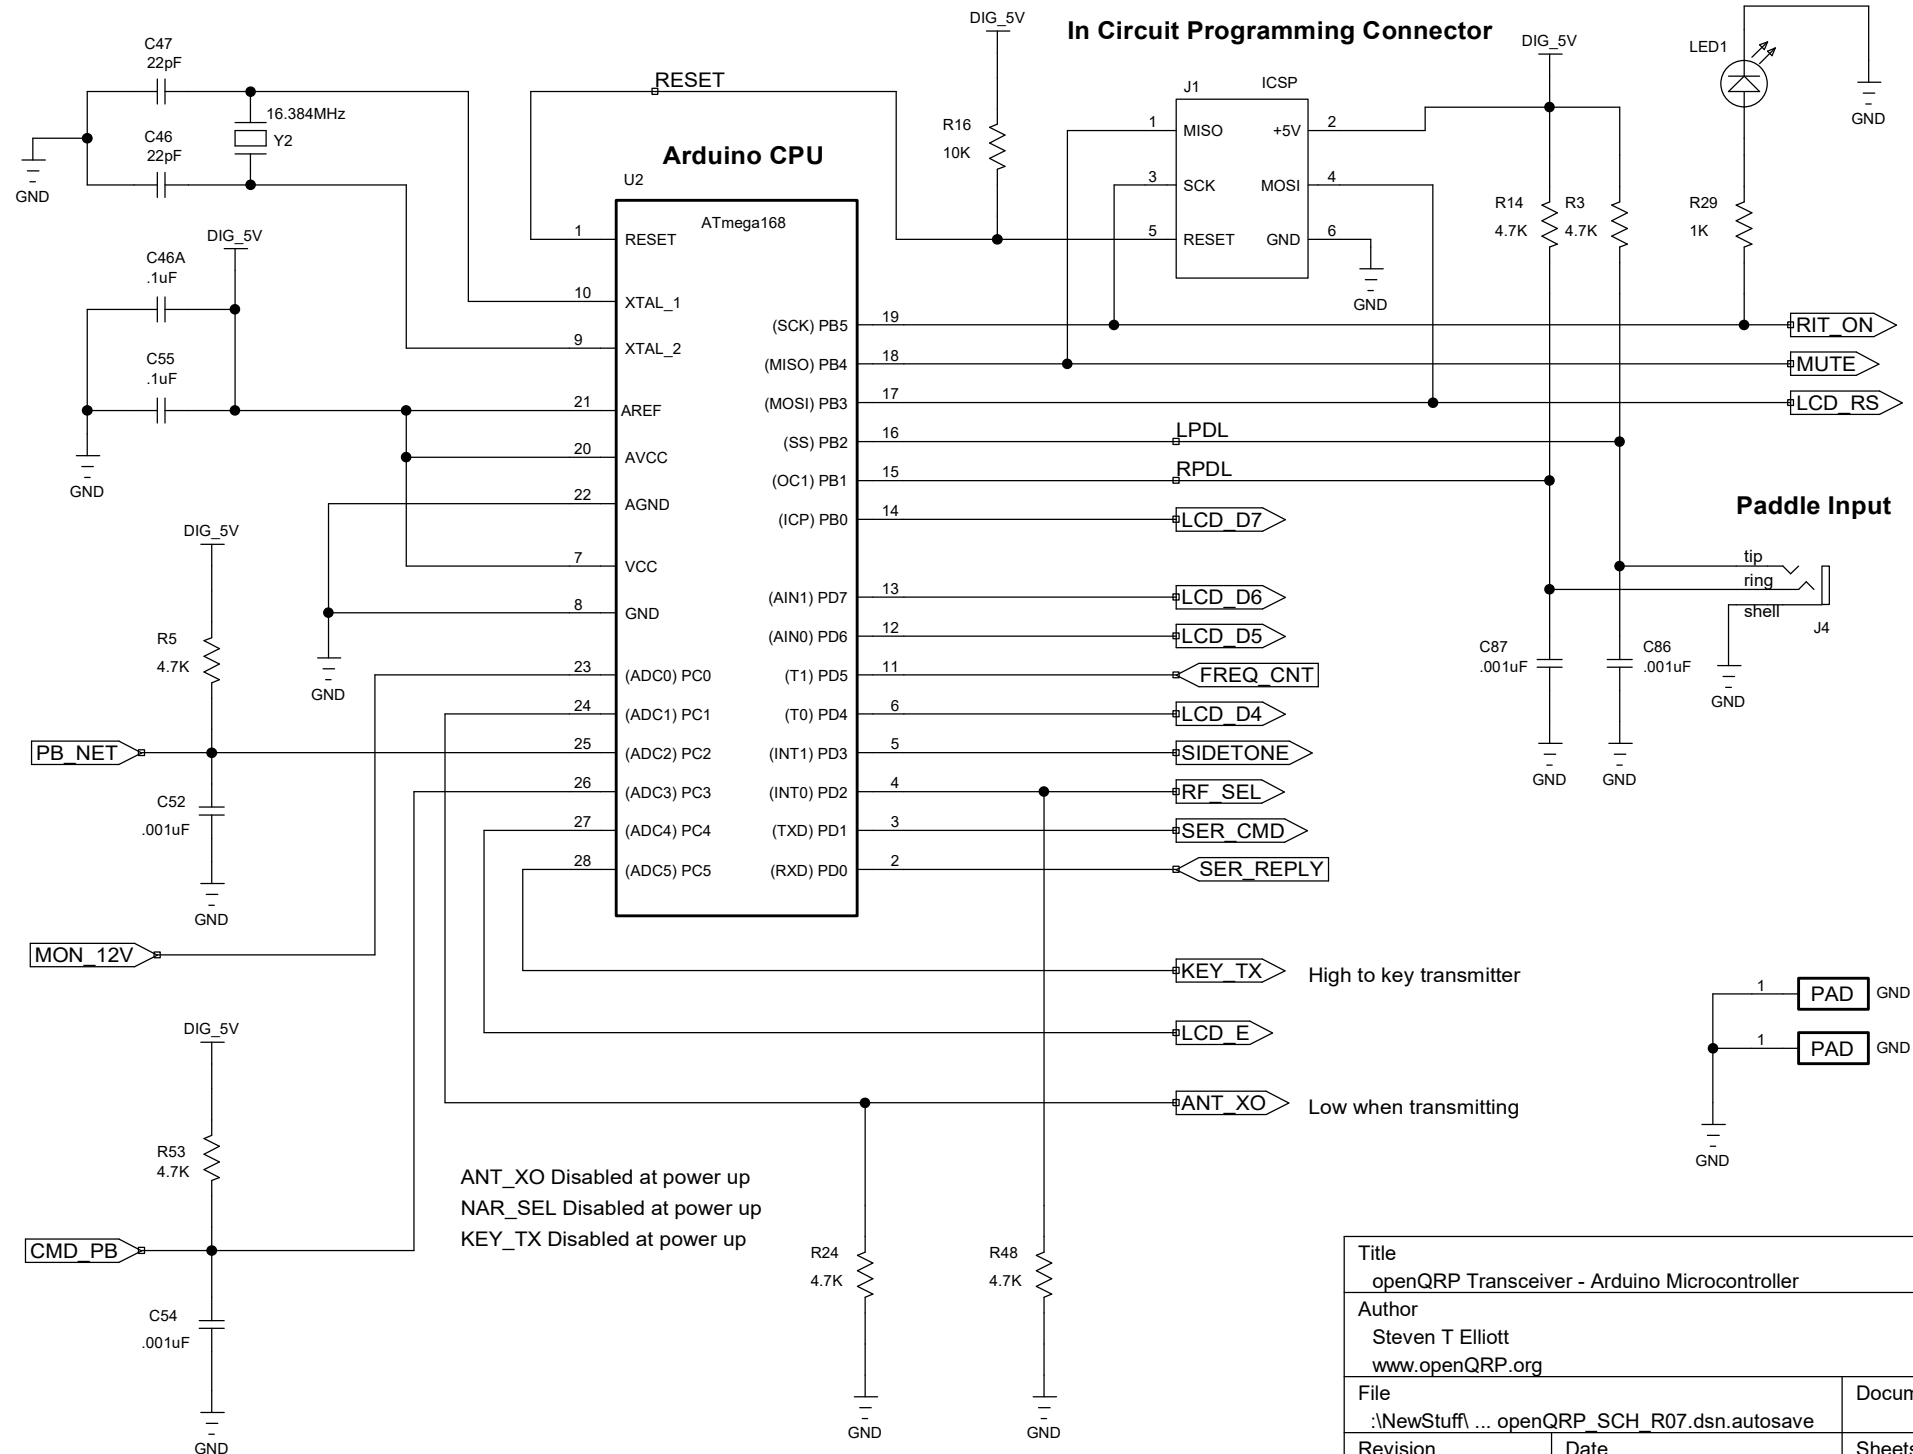 DIG_5V
In Circuit Programming Connector
C47
22pF
RESET
16.384MHz
Y2
C46
22pF
GND
Arduino CPU
R16
10K
J1
ICSP
1
MISO
+5V
2
3
SCK
MOSI
4
5
RESET
GND
6
GND
DIG_5V
LED1
GND
R14
4.7K
R3
4.7K
R29
1K
U2
ATmega168
1
RESET
10
XTAL_1
9
XTAL_2
21
AREF
20
AVCC
22
AGND
7
VCC
8
GND
23
(ADC0) PC0
24
(ADC1) PC1
25
(ADC2) PC2
26
(ADC3) PC3
27
(ADC4) PC4
28
(ADC5) PC5
(SCK) PB5
19
(MISO) PB4
18
(MOSI) PB3
17
(SS) PB2
16
(OC1) PB1
15
(ICP) PB0
14
(AIN1) PD7
13
(AIN0) PD6
12
(T1) PD5
11
(T0) PD4
6
(INT1) PD3
5
(INT0) PD2
4
(TXD) PD1
3
(RXD) PD0
2
DIG_5V
C46A
.1uF
C55
.1uF
GND
RIT_ON
MUTE
LCD_RS
LPDL
RPDL
LCD_D7
LCD_D6
LCD_D5
FREQ_CNT
LCD_D4
SIDETONE
RF_SEL
SER_CMD
SER_REPLY
Paddle Input
tip
ring
shell
J4
GND
C87
.001uF
C86
.001uF
GND
GND
DIG_5V
R5
4.7K
GND
PB_NET
C52
.001uF
GND
MON_12V
KEY_TX
High to key transmitter
LCD_E
ANT_XO
Low when transmitting
1
PAD
GND
1
PAD
GND
GND
DIG_5V
R53
4.7K
CMD_PB
C54
.001uF
GND
ANT_XO Disabled at power up
NAR_SEL Disabled at power up
KEY_TX Disabled at power up
R24
4.7K
GND
R48
4.7K
GND
Title
openQRP Transceiver - Arduino Microcontroller
Author
Steven T Elliott
www.openQRP.org
File
:\NewStuff\ ... openQRP_SCH_R07.dsn.autosave
Docum
Revision
Date
Sheets